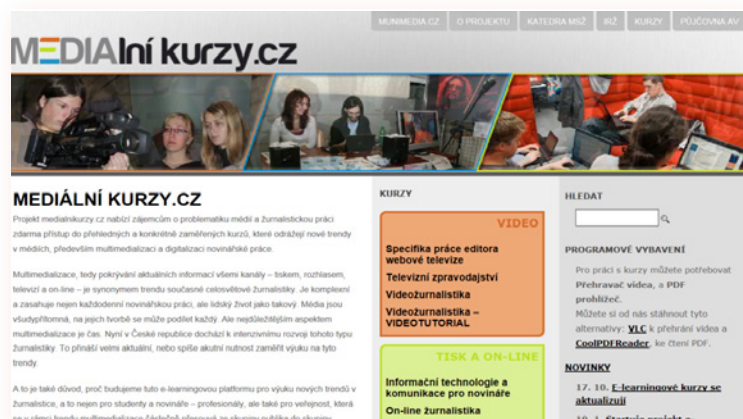 MUNIMEDIA.CZ O PROJEKTU KATEDRA MSŽ IRŽ KURZY PŮJČOVNA AV
MEDIAlní kurzy.cz
MEDIÁLNÍ KURZY.CZ
Projekt medialnikurzy cz nabízí zájemcům o problematiku médií a žurnalistickou práci
zdarma přístup do přehledných a konkrétně zaměřených kurzů, které odrážejí nové trendy
v médiích, především multimedializaci a digitalizaci novinářské práce.
Multimedializace, tedy pokrývání aktuálních informací všemi kanály – tiskem, rozhlasem,
televizí a on-line – je synonymem trendu současné celosvětové žurnalistiky. Je komplexní
a zasahuje nejen každodenní novinářskou práci, ale lidský život jako takový. Média jsou
všudypřítomná, na jejich tvorbě se může podílet každý. Ale nejdůležitějším aspektem
multimedializace je čas. Nyní v České republice dochází k intenzivnímu rozvoji tohoto typu
žurnalistiky. To přináší velmi aktuální, nebo spíše akutní nutnost zaměřit výuku na tyto
trendy.
A to je také důvod, proč budujeme tuto e-learningovou platformu pro výuku nových trendů v
žurnalistice, a to nejen pro studenty a novináře – profesionály, ale také pro veřejnost, která
KURZY
VIDEO
Specifika práce editora
webové televize
Televizní zpravodajství
Videožurnalistika
Videožurnalistika –
VIDEOTUTORIAL
TISK A ON-LINE
Informační technologie a
komunikace pro novináře
On-line žurnalistika
HLEDAT
PROGRAMOVÉ VYBAVENÍ
Pro práci s kurzy můžete potřebovat
Přehravač videa, a PDF
prohlížeč.
Můžete si od nás stáhnout tyto
alternativy: VLC k přehrání videa a
CoolPDFReader, ke čtení PDF.
NOVINKY
17. 10. E-learningové kurzy se
aktualizují